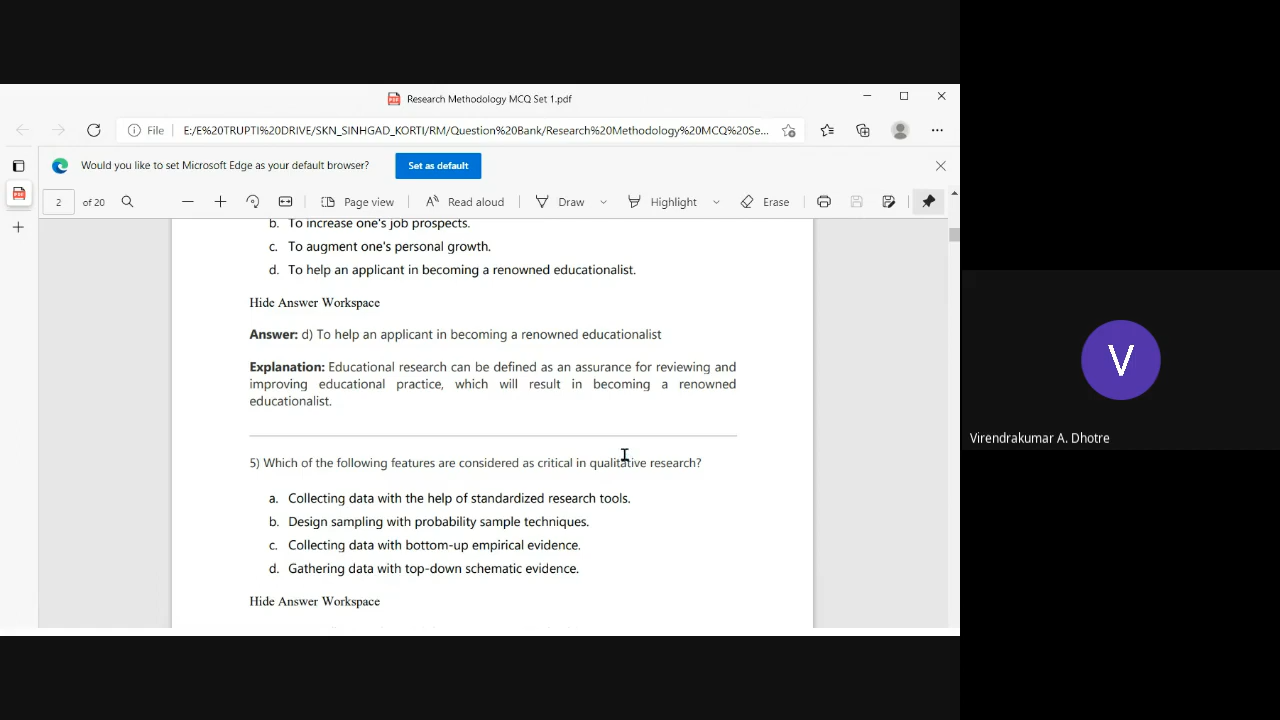 Research Methodology MCQ Set 1.pdf
File E:/E%20TRUPTI%20DRIVE/SKN_SINHGAD_KORTI/RM/Question%20Bank/Research%20Methodology%20MCQ%20Se...
Would you like to set Microsoft Edge as your default browser? Set as default
2 of 20 Page view Read aloud Draw Highlight Erase
b. To increase one's job prospects.
c. To augment one's personal growth.
d. To help an applicant in becoming a renowned educationalist.
Hide Answer Workspace
Answer: d) To help an applicant in becoming a renowned educationalist
Explanation: Educational research can be defined as an assurance for reviewing and
improving educational practice, which will result in becoming a renowned
educationalist.
5) Which of the following features are considered as critical in qualitative research?
a. Collecting data with the help of standardized research tools.
b. Design sampling with probability sample techniques.
c. Collecting data with bottom-up empirical evidence.
d. Gathering data with top-down schematic evidence.
Hide Answer Workspace
V
Virendrakumar A. Dhotre